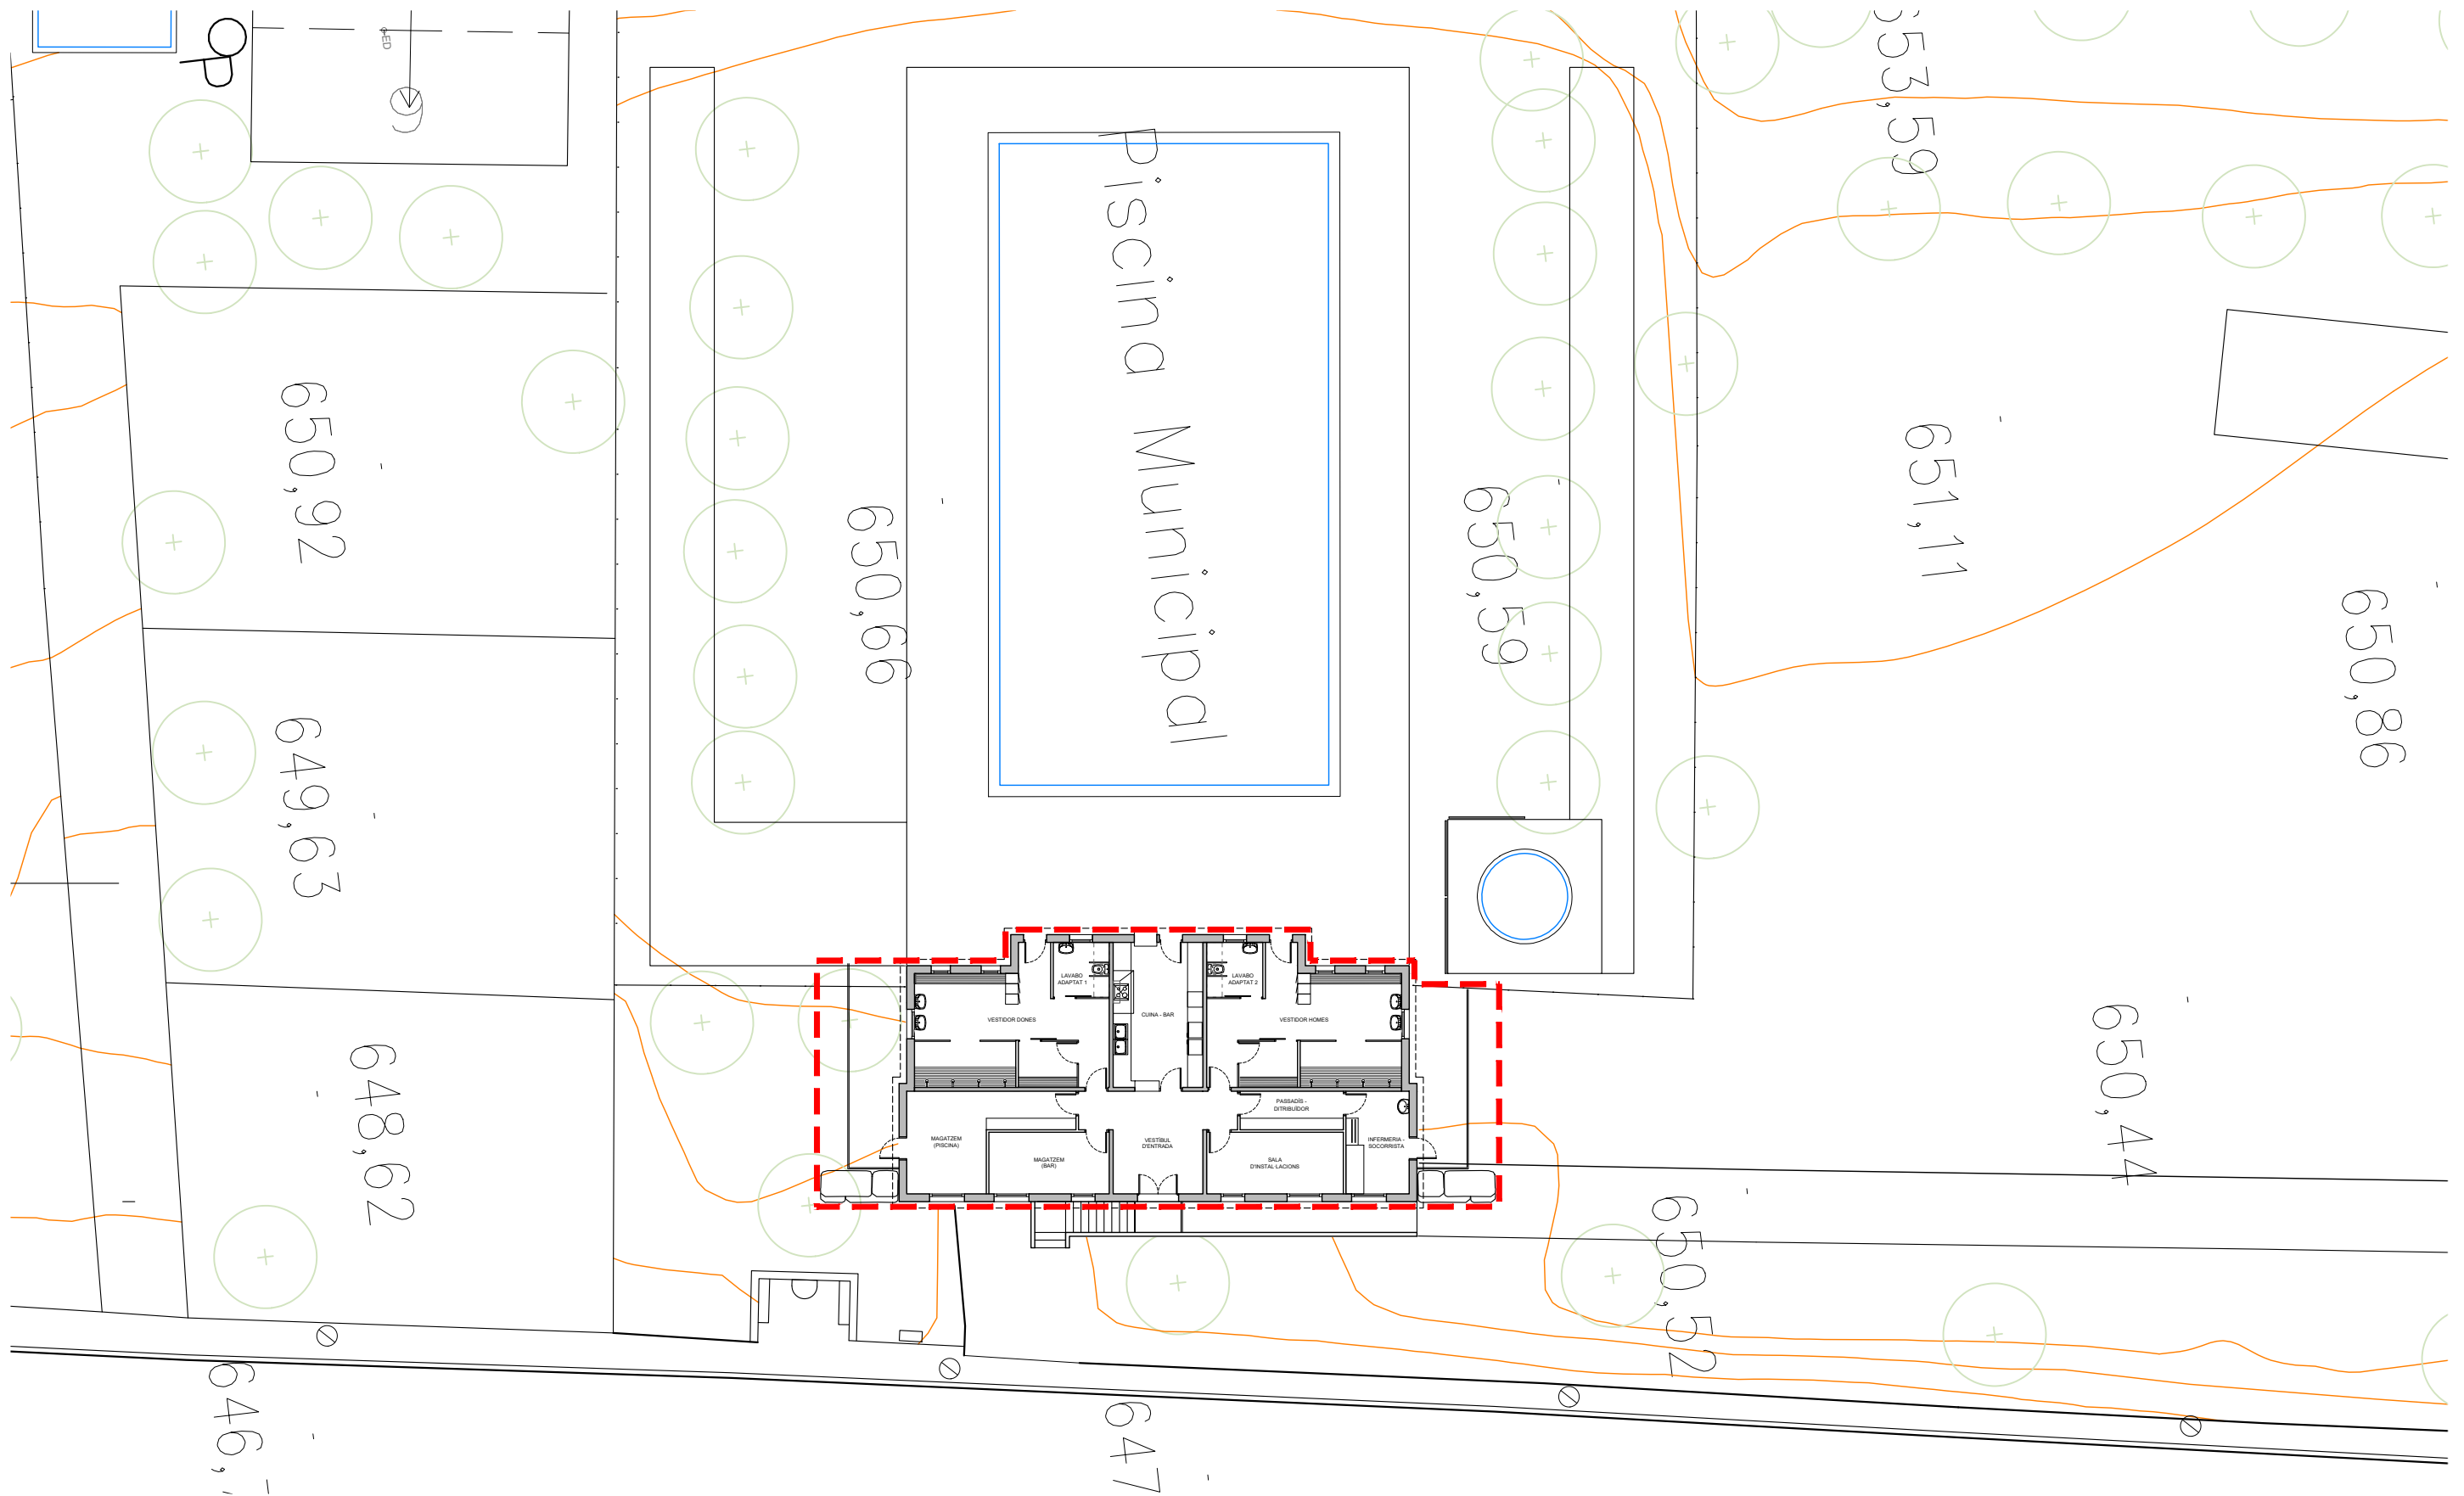 653,59
Piscina Municipal
650,92
650,66
650,59
651,11
650,86
649,63
648,62
650,44
650,52
LAVABO
ADAPTAT 1
LAVABO
ADAPTAT 2
CUINA - BAR
VESTIDOR DONES
VESTIDOR HOMES
PASSADÍS -
DITRIBUÏDOR
MAGATZEM
(PISCINA)
MAGATZEM
(BAR)
VESTÍBUL
D'ENTRADA
SALA
D'INSTAL·LACIONS
INFERMERIA -
SOCORRISTA
646,
647